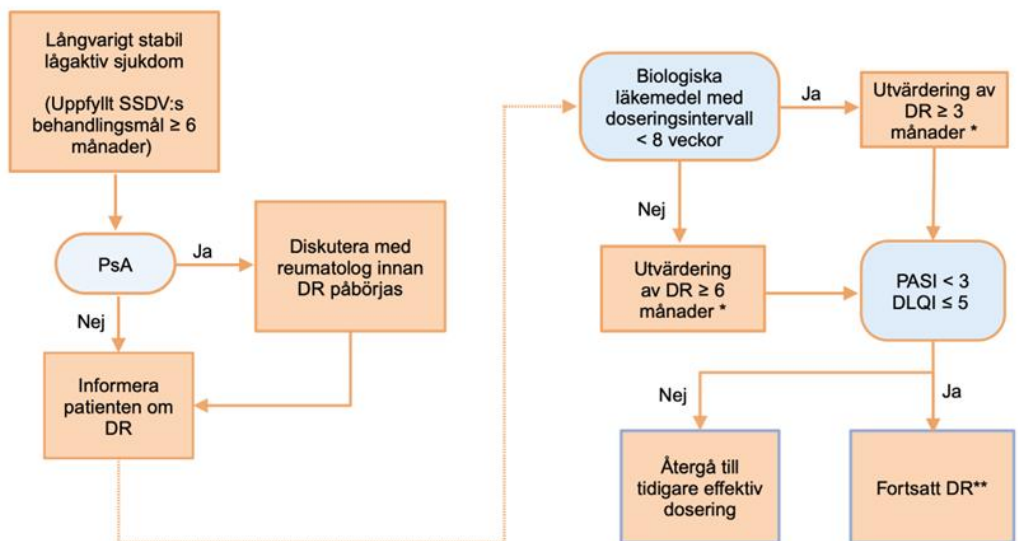 Långvarigt stabil
lågaktiv sjukdom
(Uppfyllt SSDV:s
behandlingsmål ≥ 6
månader)
PsA
Ja
Diskutera med
reumatolog innan
DR påbörjas
Nej
Informera
patienten om
DR
Biologiska
läkemedel med
doseringsintervall
< 8 veckor
Ja
Utvärdering av
DR ≥ 3
månader *
Nej
Utvärdering
av DR ≥ 6
månader *
PASI < 3
DLQI ≤ 5
Nej
Återgå till
tidigare effektiv
dosering
Ja
Fortsatt DR**